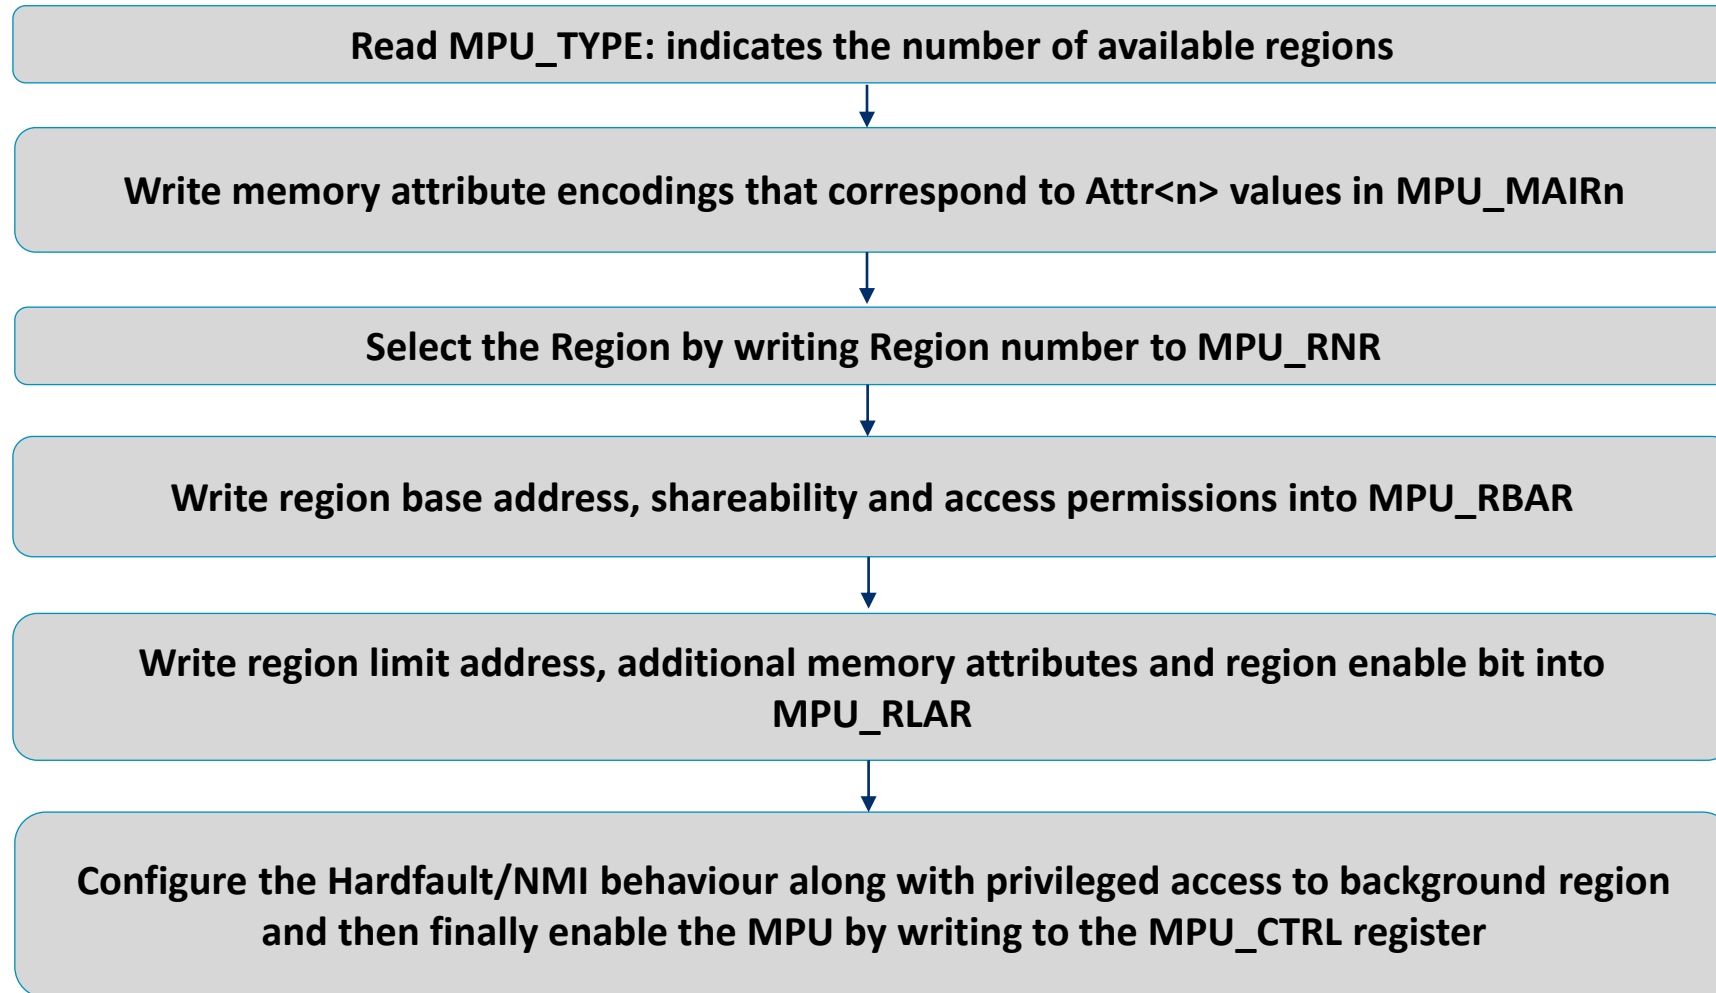 Read MPU_TYPE: indicates the number of available regions
Write memory attribute encodings that correspond to Attr<n> values in MPU_MAIRn
Select the Region by writing Region number to MPU_RNR
Write region base address, shareability and access permissions into MPU_RBAR
Write region limit address, additional memory attributes and region enable bit into
MPU_RLAR
Configure the Hardfault/NMI behaviour along with privileged access to background region
and then finally enable the MPU by writing to the MPU_CTRL register